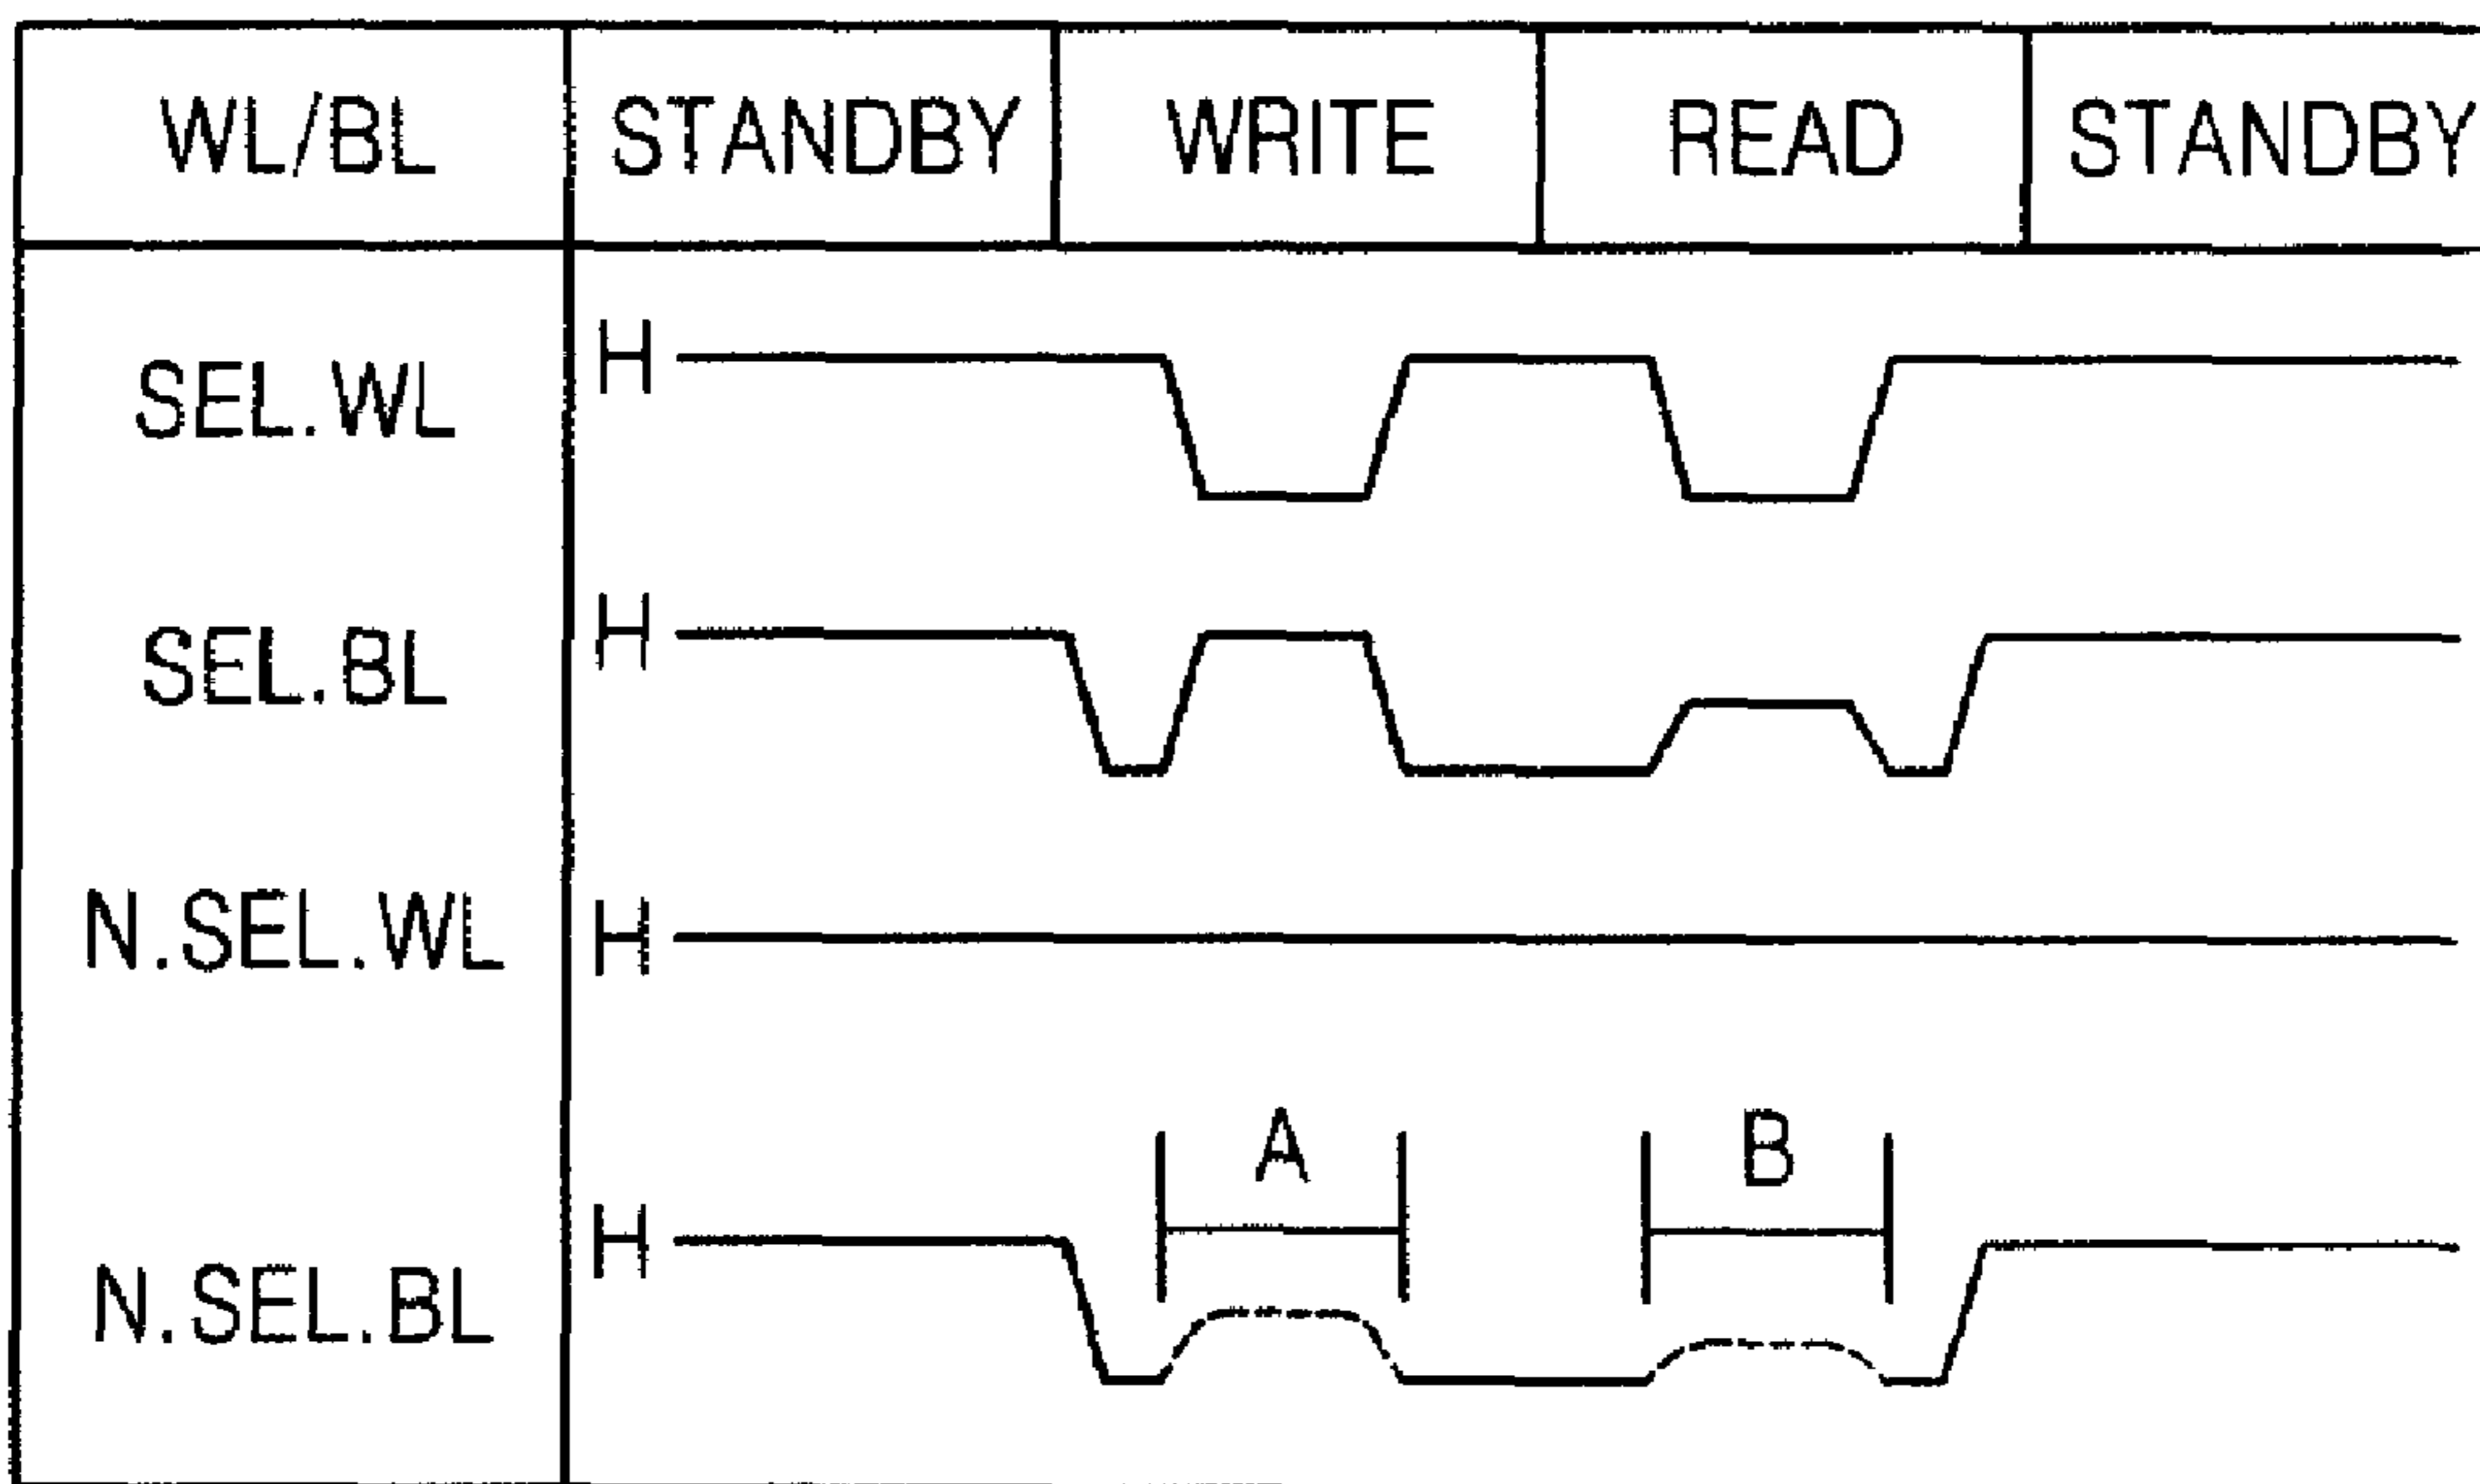 WL/BL STANDBY WRITE READ STANDBY
SEL.WL H
SEL.BL H
N.SEL.WL H
A B
N.SEL.BL H